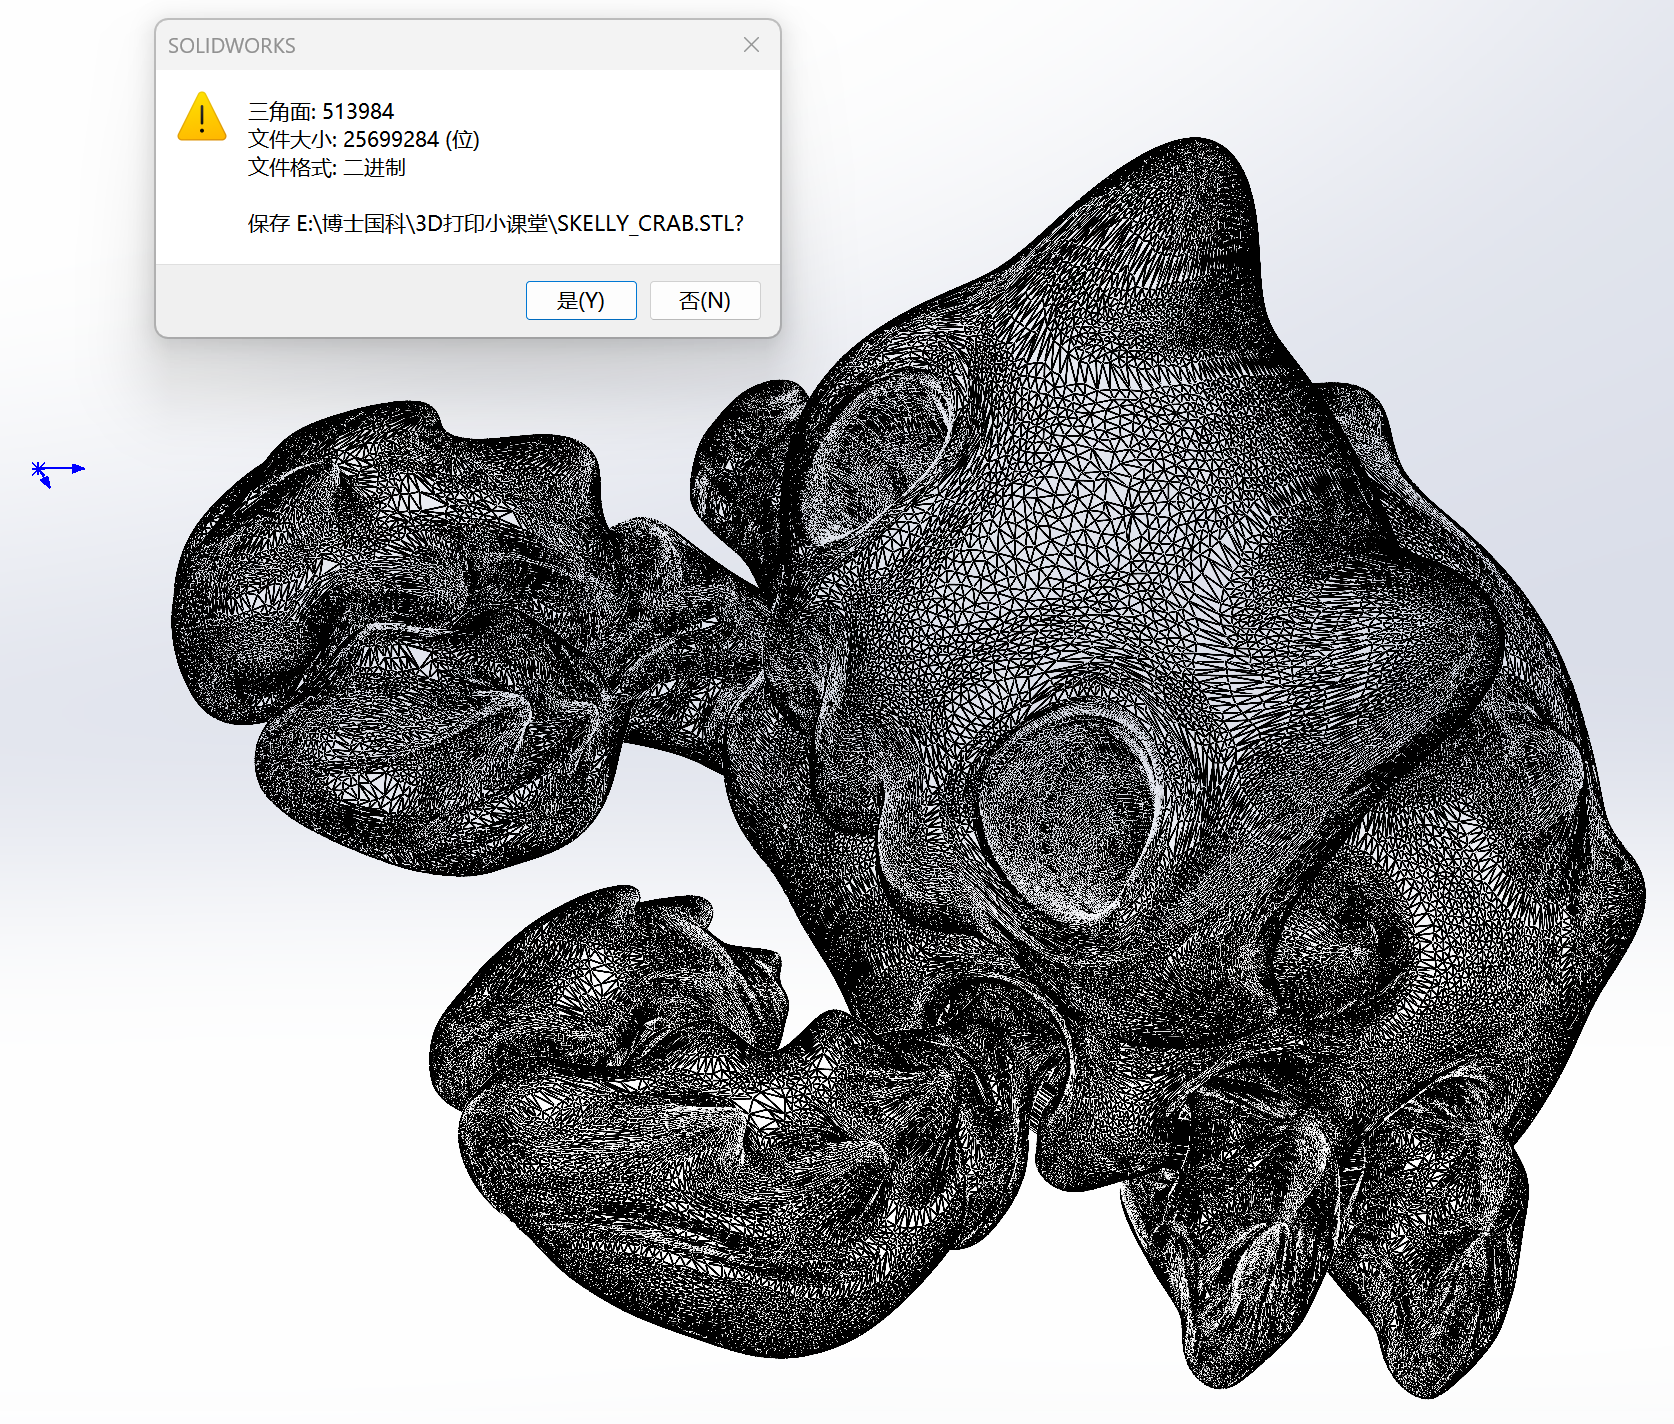 SOLIDWORKS
三角面: 513984
文件大小: 25699284 (位)
文件格式: 二进制
保存 E:\博士国科\3D打印小课堂\SKELLY_CRAB.STL?
是(Y)
否(N)